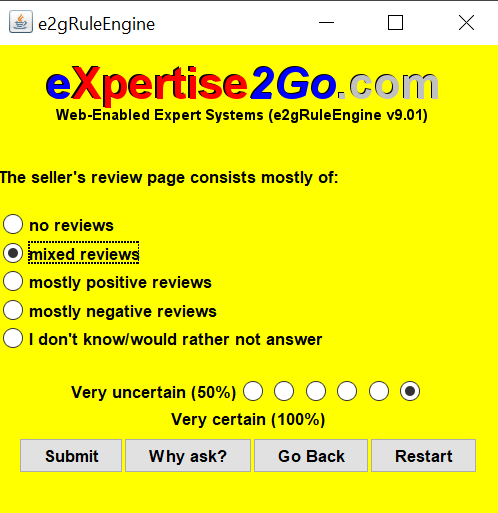 e2gRuleEngine
eXpertise2Go.com
Web-Enabled Expert Systems (e2gRuleEngine v9.01)
The seller's review page consists mostly of:
no reviews
mixed reviews
mostly positive reviews
mostly negative reviews
I don't know/would rather not answer
Very uncertain (50%)
Very certain (100%)
Submit Why ask? Go Back Restart